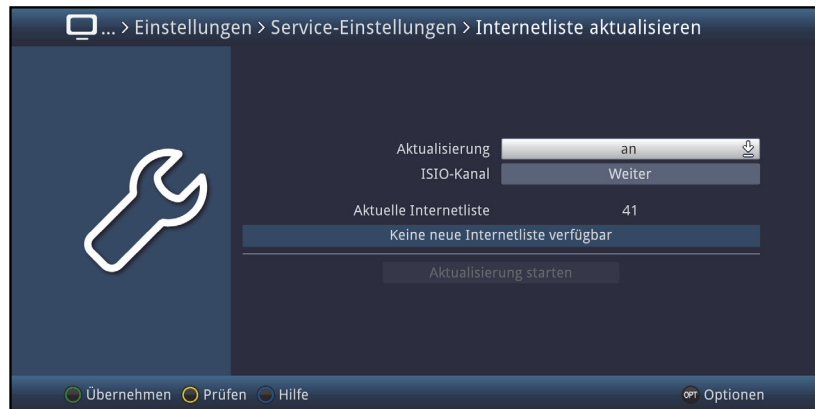 ... > Einstellungen > Service-Einstellungen > Internetliste aktualisieren
Aktualisierung an
ISIO-Kanal Weiter
Aktuelle Internetliste 41
Keine neue Internetliste verfügbar
Aktualisierung starten
Übernehmen Prüfen Hilfe OPT Optionen